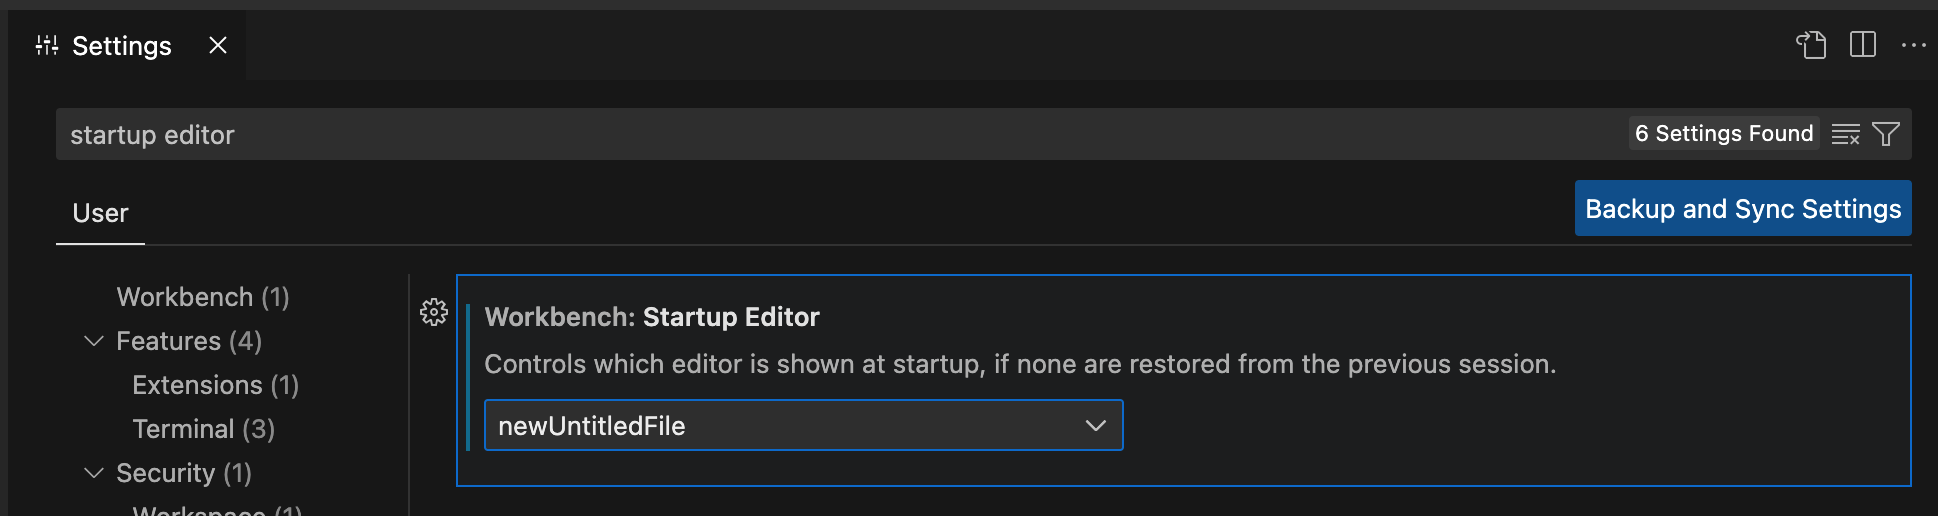 Settings
startup editor
6 Settings Found
User
Backup and Sync Settings
Workbench (1)
Features (4)
Extensions (1)
Terminal (3)
Security (1)
Workspace (1)
Workbench: Startup Editor
Controls which editor is shown at startup, if none are restored from the previous session.
newUntitledFile